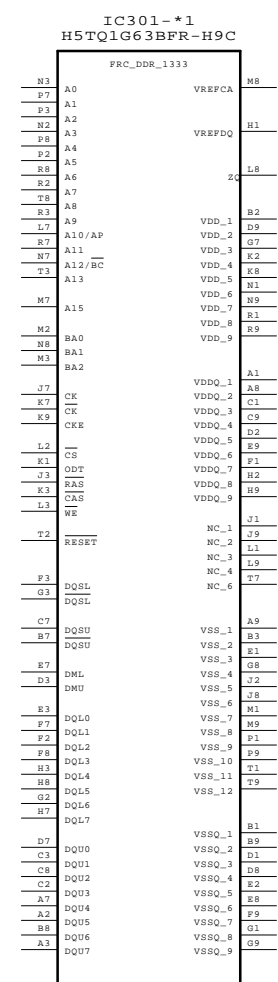 IC301-*1
H5TQ1G63BFR-H9C
FRC_DDR_1333
N3 A0
P7 A1
P3 A2
N2 A3
P8 A4
P2 A5
R8 A6
R2 A7
T8 A8
R3 A9
L7 A10/AP
R7 A11
N7 A12/BC
T3 A13
M7 A15
M2 BA0
N8 BA1
M3 BA2
J7 CK
K7 CK
K9 CKE
L2 CS
K1 ODT
J3 RAS
K3 CAS
L3 WE
T2 RESET
F3 DQSL
G3 DQSL
C7 DQSU
B7 DQSU
E7 DML
D3 DMU
E3 DQL0
F7 DQL1
F2 DQL2
F8 DQL3
H3 DQL4
H8 DQL5
G2 DQL6
H7 DQL7
D7 DQU0
C3 DQU1
C8 DQU2
C2 DQU3
A7 DQU4
A2 DQU5
B8 DQU6
A3 DQU7
VREFCA M8
VREFDQ H1
ZQ L8
VDD_1 B2
VDD_2 D9
VDD_3 G7
VDD_4 K2
VDD_5 K8
VDD_6 N1
VDD_7 N9
VDD_8 R1
VDD_9 R9
VDDQ_1 A1
VDDQ_2 A8
VDDQ_3 C1
VDDQ_4 C9
VDDQ_5 D2
VDDQ_6 E9
VDDQ_7 F1
VDDQ_8 H2
VDDQ_9 H9
NC_1 J1
NC_2 J9
NC_3 L1
NC_4 L9
NC_6 T7
VSS_1 A9
VSS_2 B3
VSS_3 E1
VSS_4 G8
VSS_5 J2
VSS_6 J8
VSS_7 M1
VSS_8 M9
VSS_9 P1
VSS_10 P9
VSS_11 T1
VSS_12 T9
VSSQ_1 B1
VSSQ_2 B9
VSSQ_3 D1
VSSQ_4 D8
VSSQ_5 E2
VSSQ_6 E8
VSSQ_7 F9
VSSQ_8 G1
VSSQ_9 G9